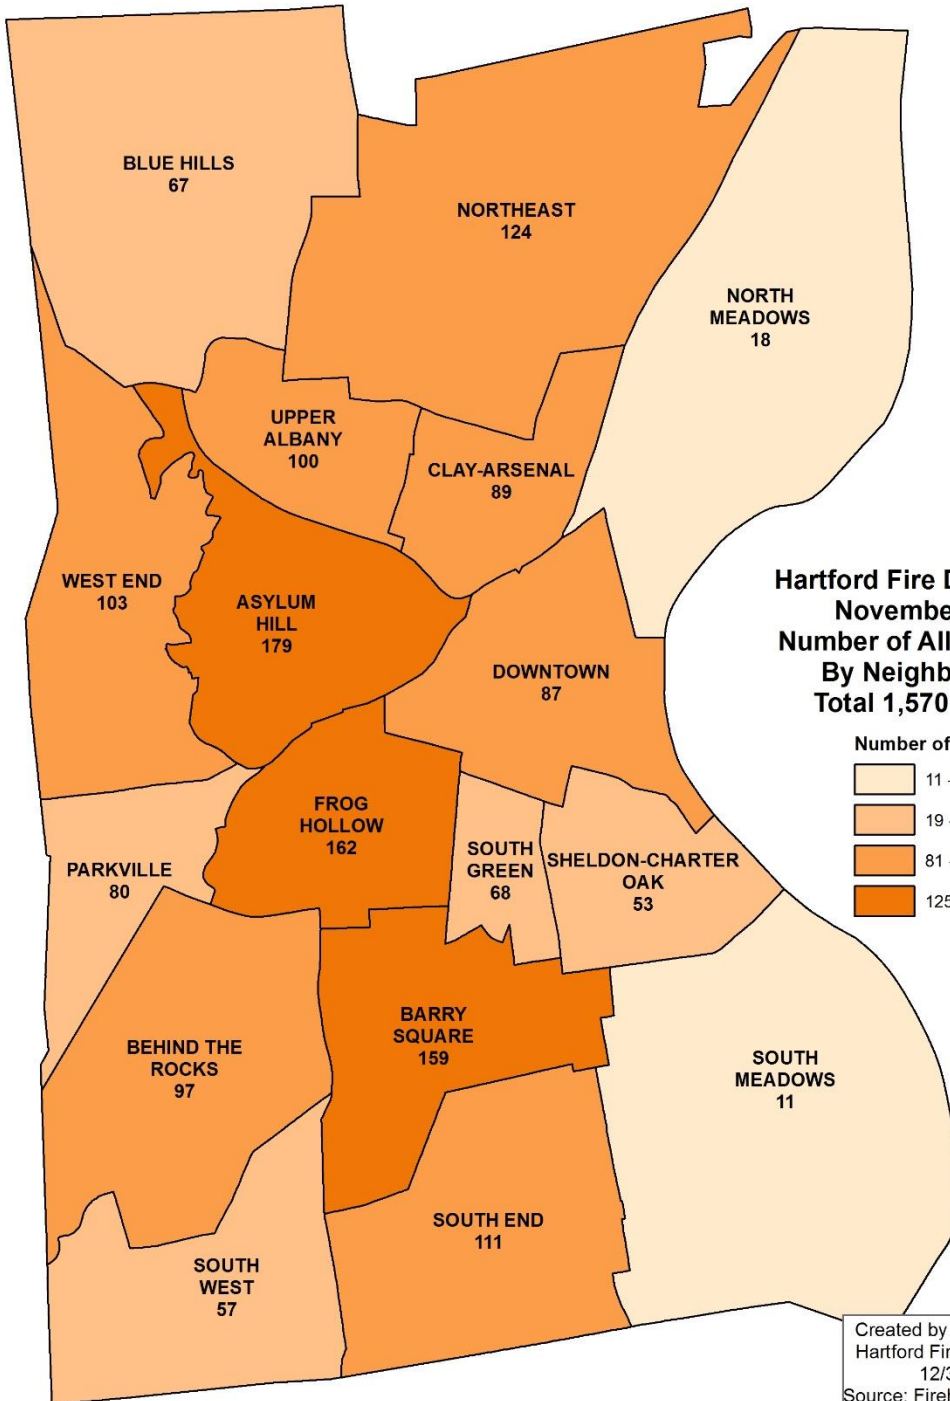 BLUE HILLS
67
NORTHEAST
124
NORTH
MEADOWS
18
UPPER
ALBANY
100
CLAY-ARSENAL
89
WEST END
103
ASYLUM
HILL
179
DOWNTOWN
87
Hartford Fire
Novembe
Number of All
By Neighb
Total 1,570
Number of
11 -
19 -
81 -
125
FROG
HOLLOW
162
PARKVILLE
80
SOUTH
GREEN
68
SHELDON-CHARTER
OAK
53
BARRY
SQUARE
159
BEHIND THE
ROCKS
97
SOUTH
MEADOWS
11
SOUTH END
111
SOUTH
WEST
57
Created by
Hartford Fir
12/3
Source: Fireh